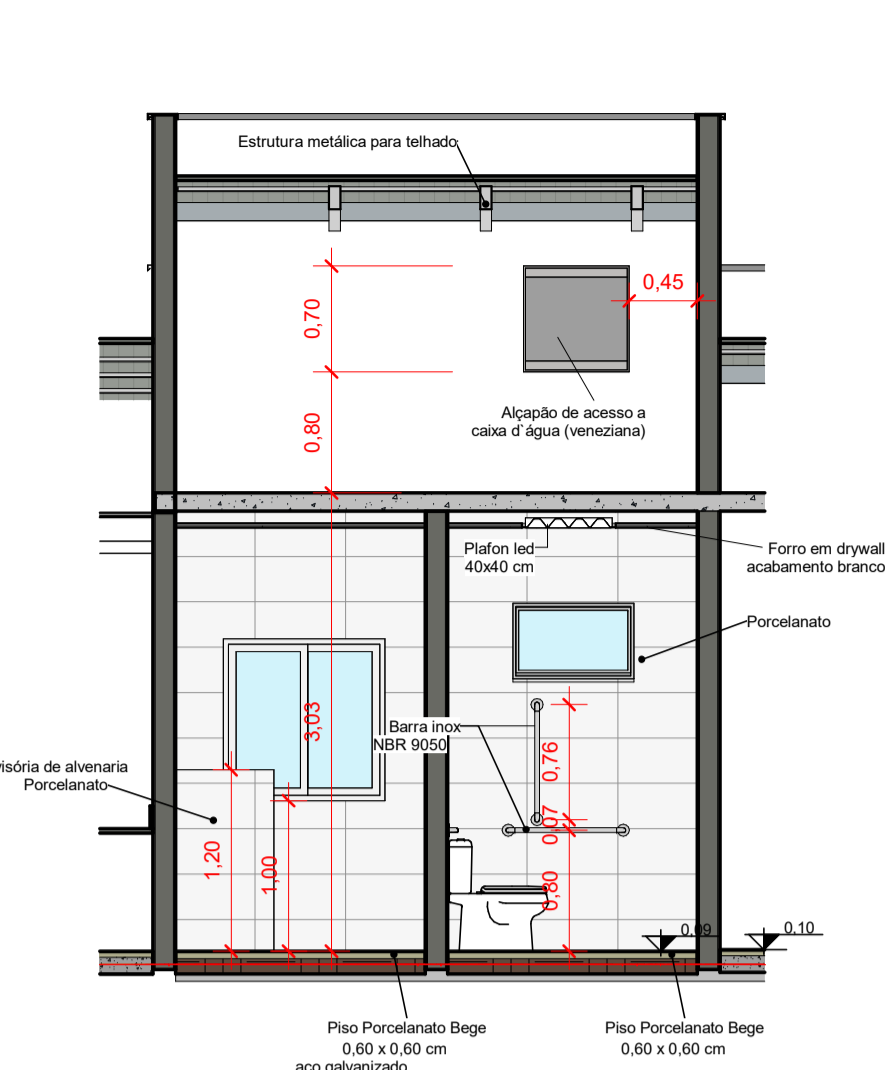 Estrutura metálica para telhado
0,45
0,70
Alçapão de acesso a
caixa d`água (veneziana)
0,80
Plafon led
40x40 cm
Forro em drywall
acabamento branco
Porcelanato
3,03
Barra inox
NBR 9050
0,76
visória de alvenaria
Porcelanato
0,07
1,20
1,00
0,80
0,09
0,10
Piso Porcelanato Bege
0,60 x 0,60 cm
Piso Porcelanato Bege
0,60 x 0,60 cm
aço galvanizado